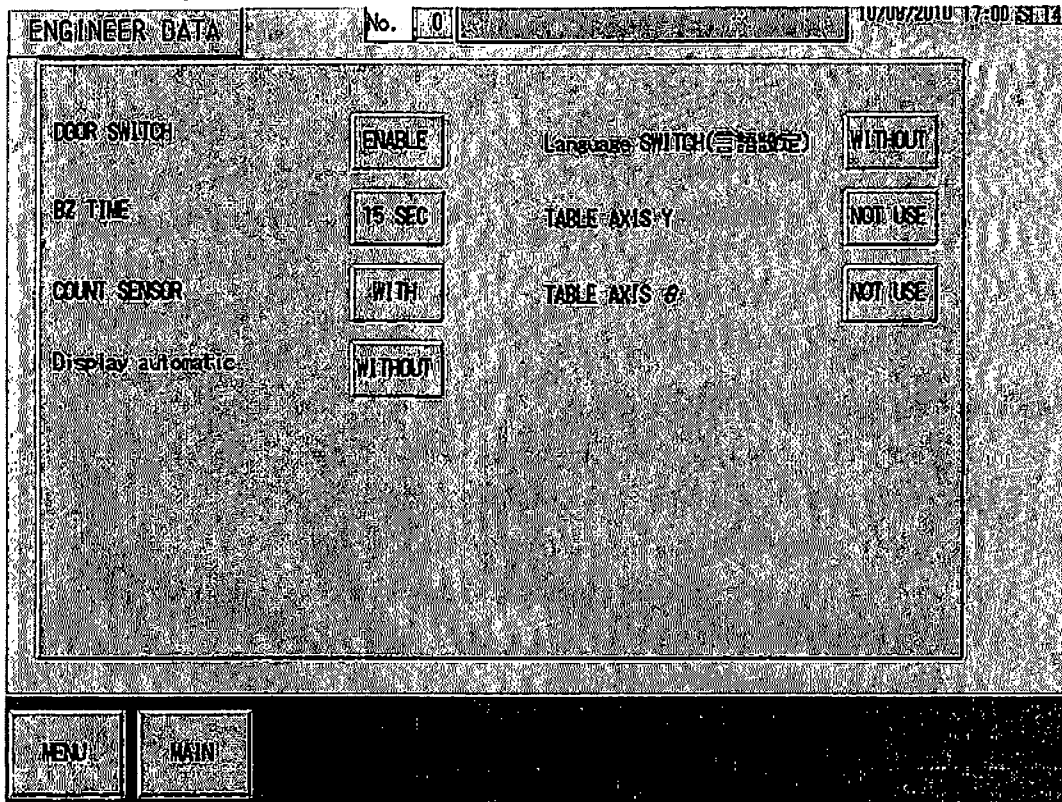 ENGINEER DATA
No. 0
10/08/2010 17:00
DOOR SWITCH ENABLE
Language SWITCH(言語設定) WITHOUT
BZ TIME 15 SEC
TABLE AXIS Y NOT USE
COUNT SENSOR WITH
TABLE AXIS θ NOT USE
Display automatic WITHOUT
MENU MAIN